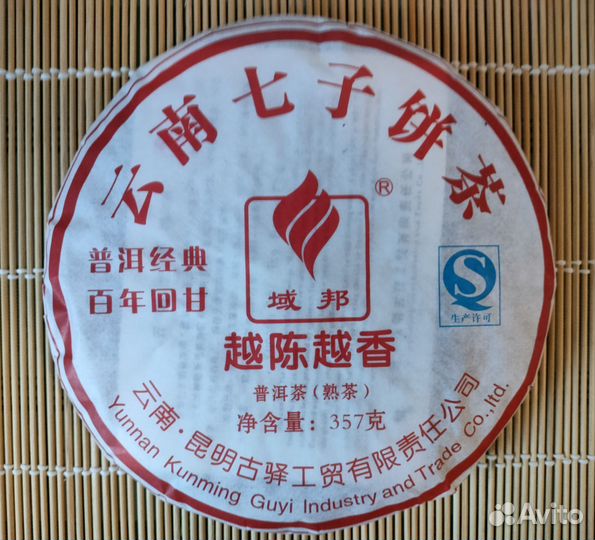 云南七子饼茶
®
普洱经典
百年回甘
域邦
QS
生产许可
越陈越香
普洱茶(熟茶)
净含量: 357克
云南·昆明古驿工贸有限责任公司
Yunnan Kunming Guyi Industry and Trade Co.,ltd.
Avito